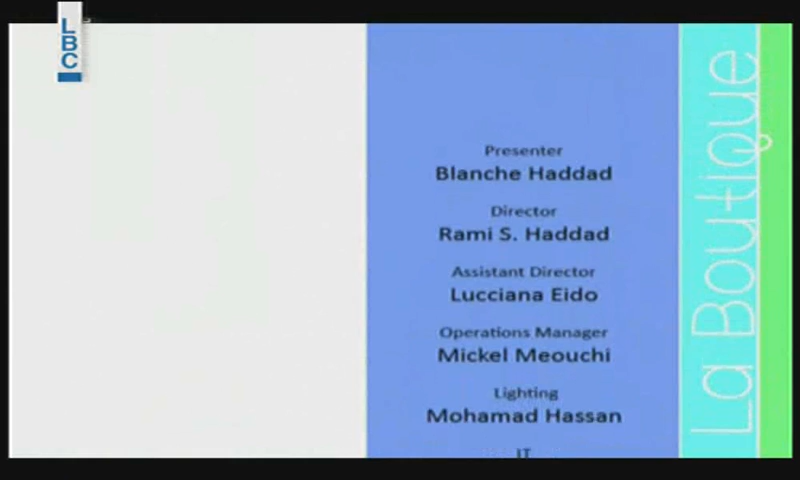 LBC
Presenter
Blanche Haddad
Director
Rami S. Haddad
Assistant Director
Lucciana Eido
Operations Manager
Mickel Meouchi
Lighting
Mohamad Hassan
IT
La Boutique